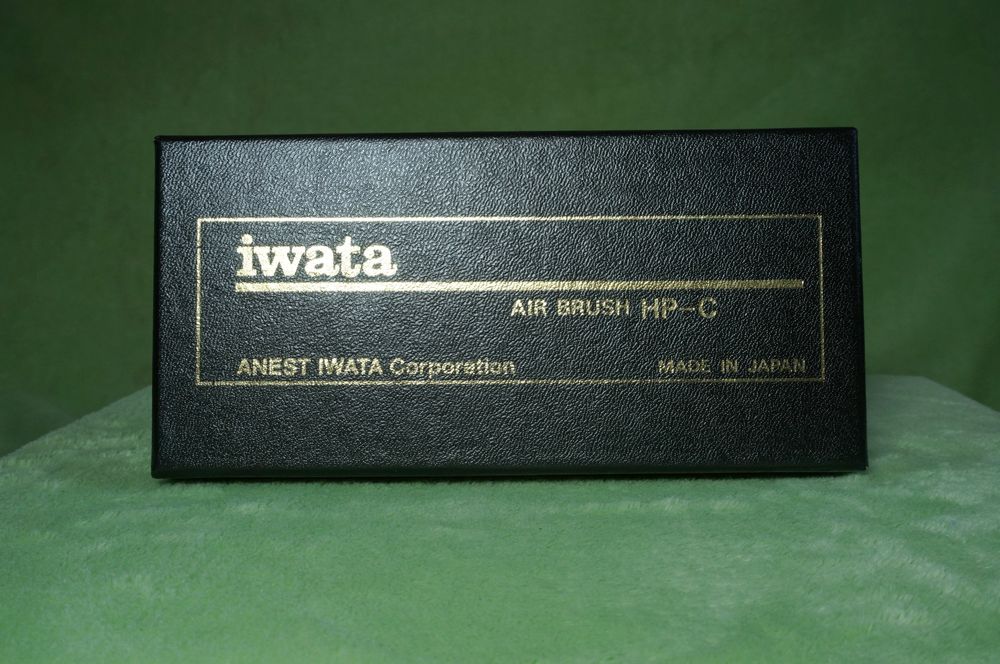 iwata
AIR BRUSH HP-C
ANEST IWATA Corporation MADE IN JAPAN